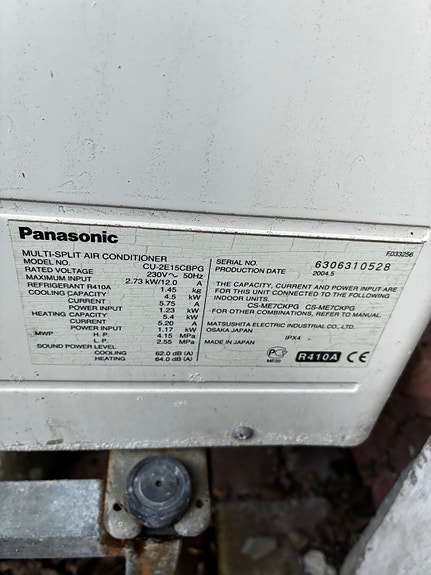 Panasonic
F033256
MULTI-SPLIT AIR CONDITIONER
MODEL NO. CU-2E15CBPG
RATED VOLTAGE 230V~ 50Hz
MAXIMUM INPUT 2.73 kW/12.0 A
REFRIGERANT R410A 1.45 kg
COOLING CAPACITY 4.5 kW
CURRENT 5.75 A
POWER INPUT 1.23 kW
HEATING CAPACITY 5.4 kW
CURRENT 5.20 A
POWER INPUT 1.17 kW
MWP H.P. 4.15 MPa
L.P. 2.55 MPa
SOUND POWER LEVEL
COOLING 62.0 dB (A)
HEATING 64.0 dB (A)
SERIAL NO. 6306310528
PRODUCTION DATE 2004.5
THE CAPACITY, CURRENT AND POWER INPUT ARE
FOR THIS UNIT CONNECTED TO THE FOLLOWING
INDOOR UNITS.
CS-ME7CKPG CS-ME7CKPG
FOR OTHER COMBINATIONS, REFER TO MANUAL.
MATSUSHITA ELECTRIC INDUSTRIAL CO., LTD.
OSAKA JAPAN
IPX4
MADE IN JAPAN
R410A CE